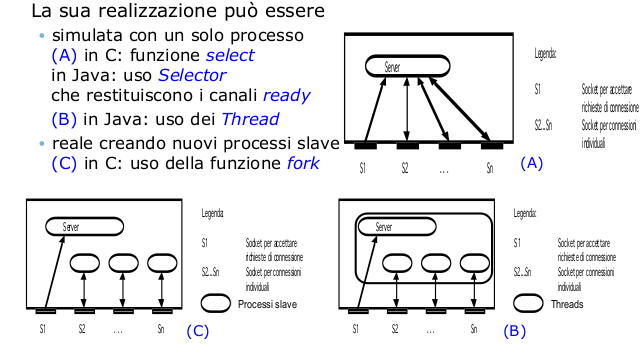 La sua realizzazione può essere
• simulata con un solo processo
(A) in C: funzione select
in Java: uso Selector
che restituiscono i canali ready
(B) in Java: uso dei Thread
• reale creando nuovi processi slave
(C) in C: uso della funzione fork
Server
S1 S2 ... Sn
Legenda:
S1 Socket per accettare
richieste di connessione
S2...Sn Socket per connessioni
individuali
(A)
Server
S1 S2 ... Sn
Legenda:
S1 Socket per accettare
richieste di connessione
S2...Sn Socket per connessioni
individuali
Processi slave
(C)
Server
S1 S2 ... Sn
Legenda:
S1 Socket per accettare
richieste di connessione
S2...Sn Socket per connessioni
individuali
Threads
(B)